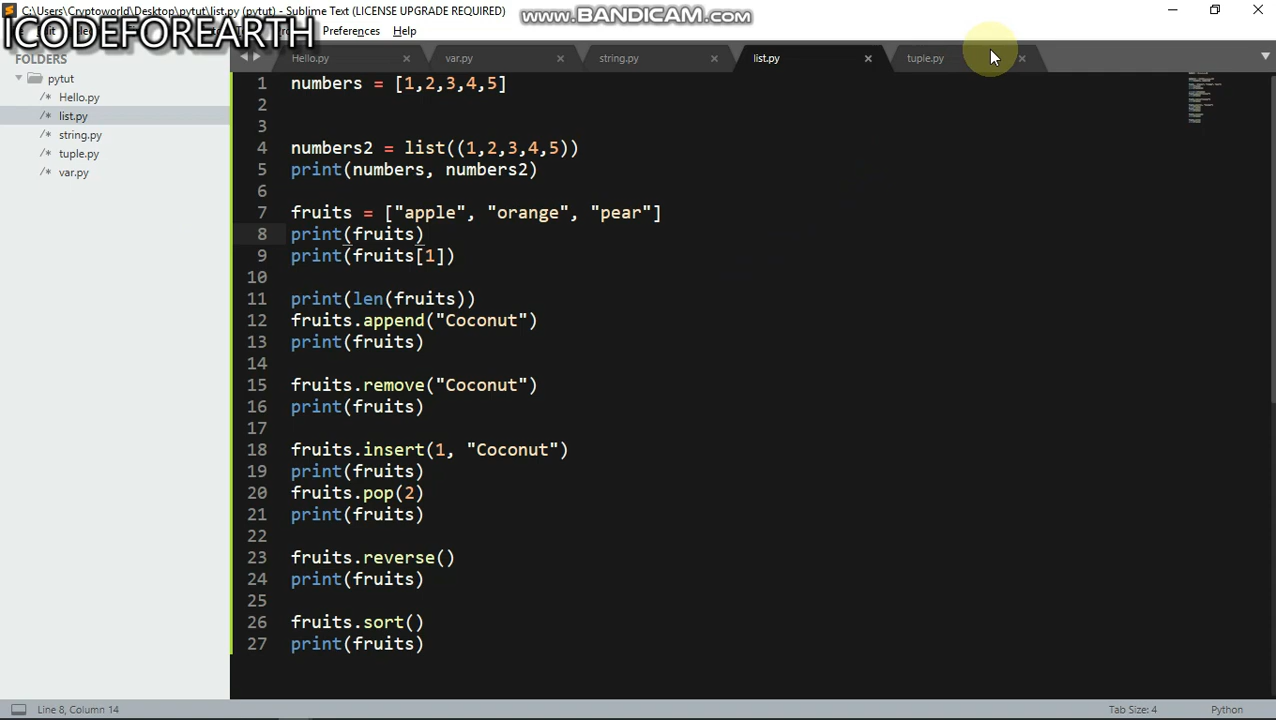 C:\Users\Cryptoworld\Desktop\pytut\list.py (pytut) - Sublime Text (LICENSE UPGRADE REQUIRED)
www.BANDICAM.com
ICODEFOREARTH
Preferences Help
FOLDERS
pytut
/* Hello.py
/* list.py
/* string.py
/* tuple.py
/* var.py
Hello.py var.py string.py list.py tuple.py
1 numbers = [1,2,3,4,5]
2
3
4 numbers2 = list((1,2,3,4,5))
5 print(numbers, numbers2)
6
7 fruits = ["apple", "orange", "pear"]
8 print(fruits)
9 print(fruits[1])
10
11 print(len(fruits))
12 fruits.append("Coconut")
13 print(fruits)
14
15 fruits.remove("Coconut")
16 print(fruits)
17
18 fruits.insert(1, "Coconut")
19 print(fruits)
20 fruits.pop(2)
21 print(fruits)
22
23 fruits.reverse()
24 print(fruits)
25
26 fruits.sort()
27 print(fruits)
Line 8, Column 14 Tab Size: 4 Python